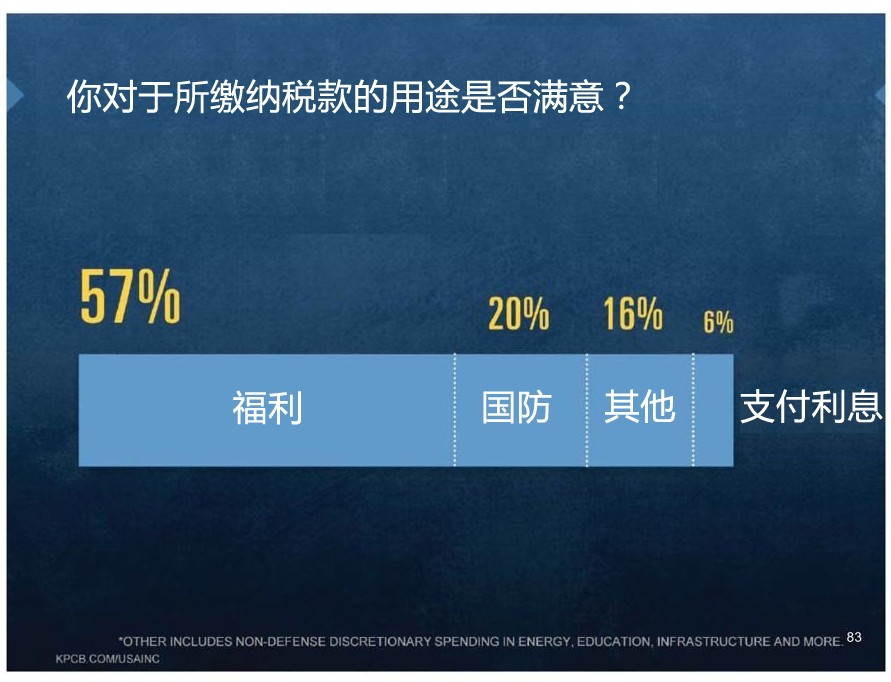 你对于所缴纳税款的用途是否满意？
57%
20%
16%
6%
福利
国防
其他
支付利息
*OTHER INCLUDES NON-DEFENSE DISCRETIONARY SPENDING IN ENERGY, EDUCATION, INFRASTRUCTURE AND MORE.
83
KPCB.COM/USAINC